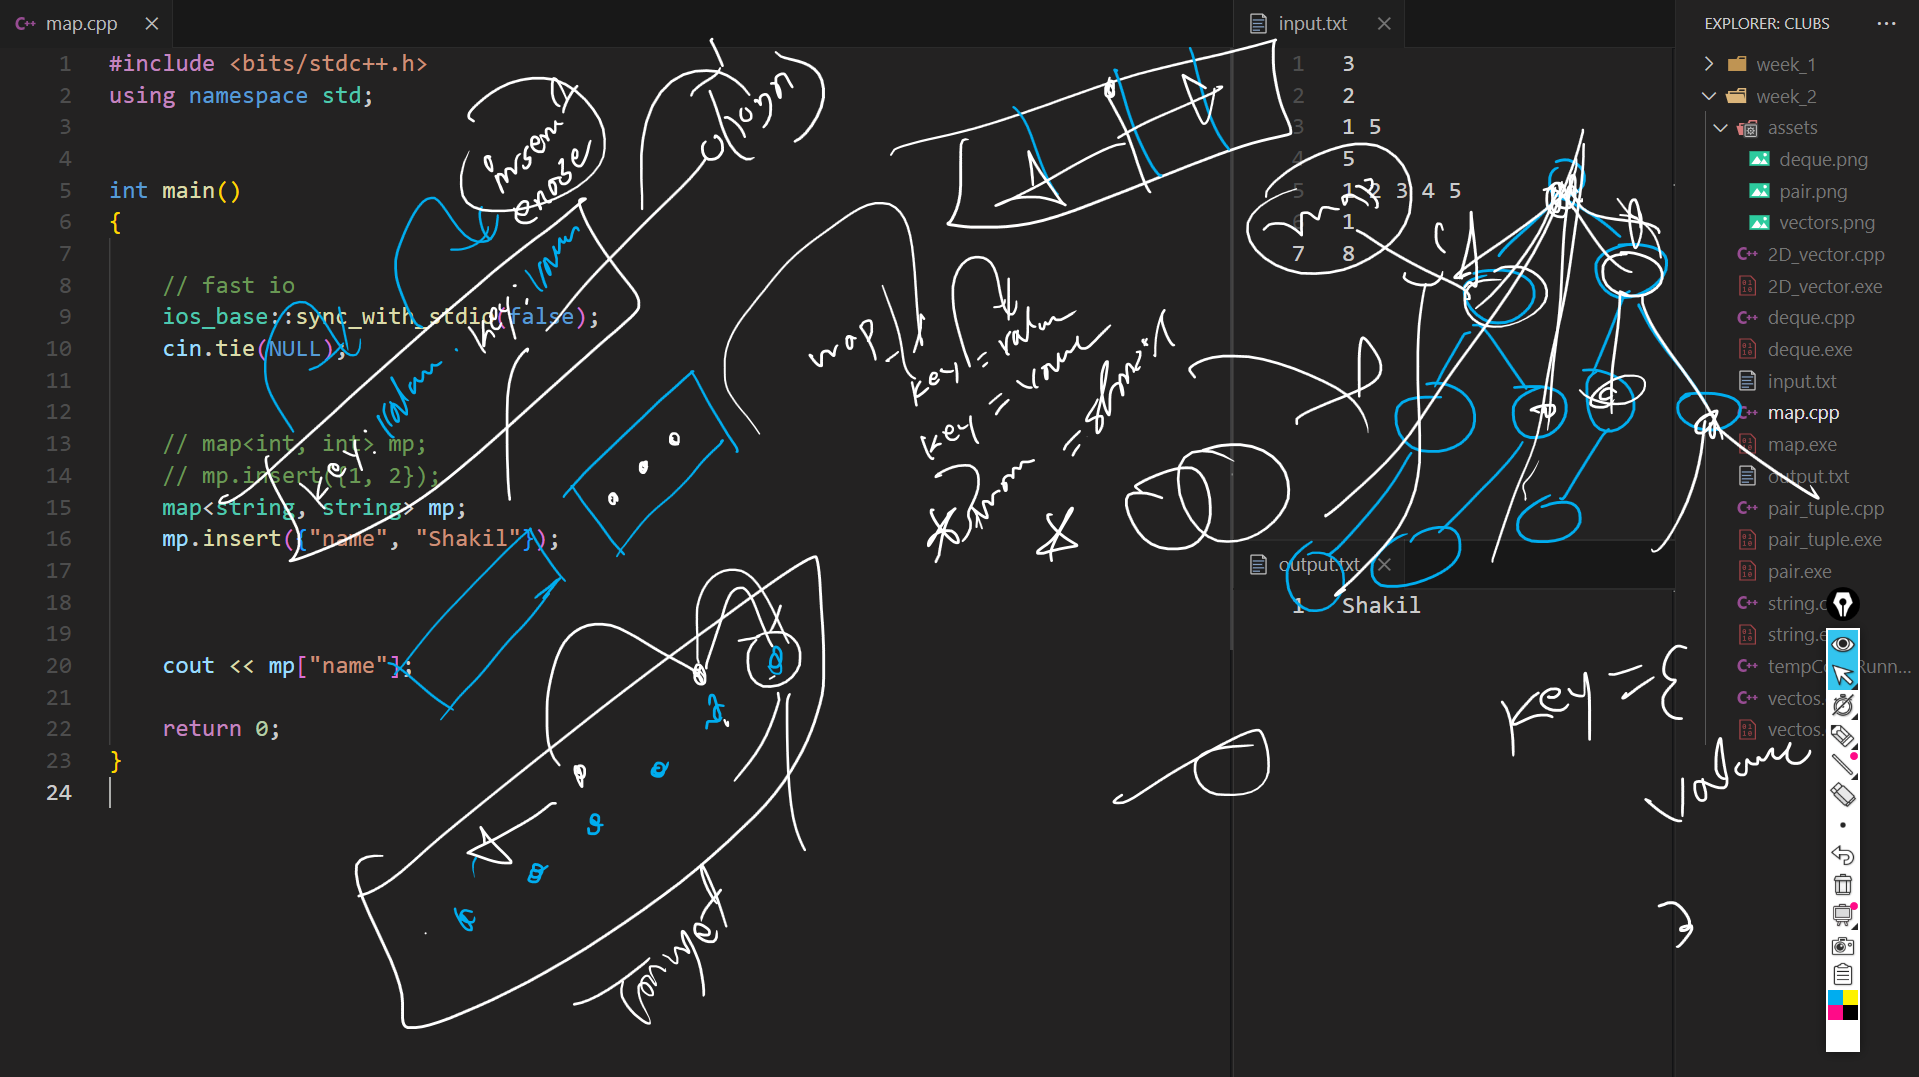 map.cpp
1 #include <bits/stdc++.h>
2 using namespace std;
3
4
5 int main()
6 {
7
8 // fast io
9 ios_base::sync_with_stdio(false);
10 cin.tie(NULL);
11
12
13 // map<int, int> mp;
14 // mp.insert({1, 2});
15 map<string, string> mp;
16 mp.insert({"name", "Shakil"});
17
18
19
20 cout << mp["name"];
21
22 return 0;
23 }
24
insert
erase
O(logn)
key: value
key: value
map
key = value
key = value
input.txt
1 3
2 2
3 1 5
4 5
5 1 2 3 4 5
6 1
7 8
output.txt
1 Shakil
key = {
value
EXPLORER: CLUBS
week_1
week_2
assets
deque.png
pair.png
vectors.png
2D_vector.cpp
2D_vector.exe
deque.cpp
deque.exe
input.txt
map.cpp
map.exe
output.txt
pair_tuple.cpp
pair_tuple.exe
pair.exe
string.c
string.e
vectos.
vectos.